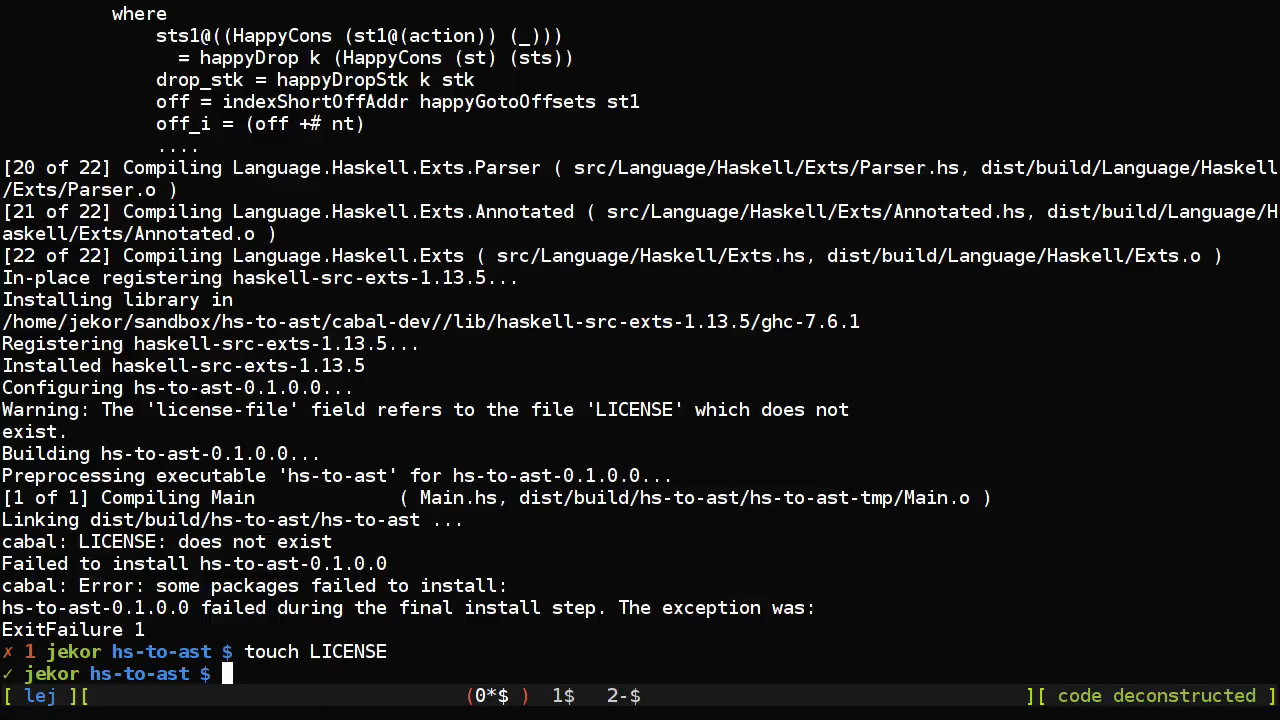 where
sts1@((HappyCons (st1@(action)) (_)))
= happyDrop k (HappyCons (st) (sts))
drop_stk = happyDropStk k stk
off = indexShortOffAddr happyGotoOffsets st1
off_i = (off +# nt)
....
[20 of 22] Compiling Language.Haskell.Exts.Parser ( src/Language/Haskell/Exts/Parser.hs, dist/build/Language/Haskell
/Exts/Parser.o )
[21 of 22] Compiling Language.Haskell.Exts.Annotated ( src/Language/Haskell/Exts/Annotated.hs, dist/build/Language/H
askell/Exts/Annotated.o )
[22 of 22] Compiling Language.Haskell.Exts ( src/Language/Haskell/Exts.hs, dist/build/Language/Haskell/Exts.o )
In-place registering haskell-src-exts-1.13.5...
Installing library in
/home/jekor/sandbox/hs-to-ast/cabal-dev//lib/haskell-src-exts-1.13.5/ghc-7.6.1
Registering haskell-src-exts-1.13.5...
Installed haskell-src-exts-1.13.5
Configuring hs-to-ast-0.1.0.0...
Warning: The 'license-file' field refers to the file 'LICENSE' which does not
exist.
Building hs-to-ast-0.1.0.0...
Preprocessing executable 'hs-to-ast' for hs-to-ast-0.1.0.0...
[1 of 1] Compiling Main             ( Main.hs, dist/build/hs-to-ast/hs-to-ast-tmp/Main.o )
Linking dist/build/hs-to-ast/hs-to-ast ...
cabal: LICENSE: does not exist
Failed to install hs-to-ast-0.1.0.0
cabal: Error: some packages failed to install:
hs-to-ast-0.1.0.0 failed during the final install step. The exception was:
ExitFailure 1
✗ 1 jekor hs-to-ast $ touch LICENSE
✓ jekor hs-to-ast $
[ lej ][ (0*$ ) 1$ 2-$ ][ code deconstructed ]